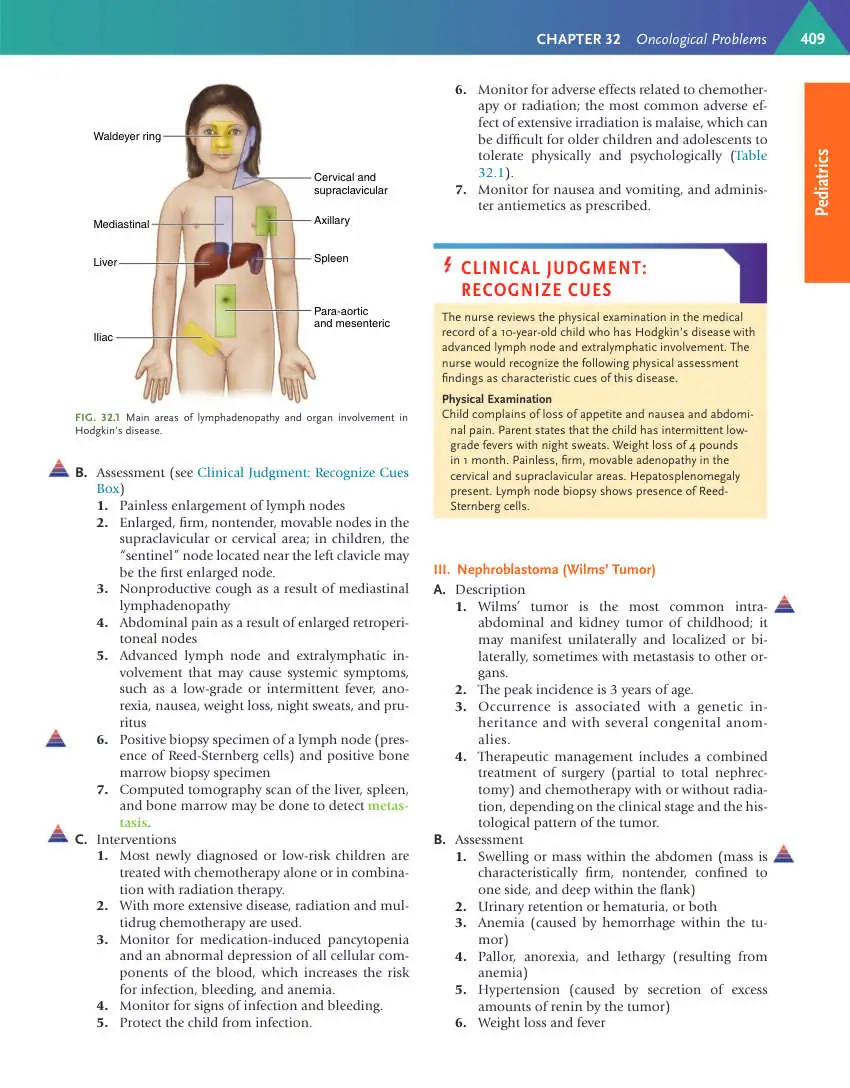 CHAPTER 32 Oncological Problems 409
Pediatrics
Waldeyer ring
Cervical and
supraclavicular
Mediastinal
Axillary
Liver
Spleen
Para-aortic
and mesenteric
Iliac
FIG. 32.1 Main areas of lymphadenopathy and organ involvement in
Hodgkin's disease.
B. Assessment (see Clinical Judgment: Recognize Cues
Box)
1. Painless enlargement of lymph nodes
2. Enlarged, firm, nontender, movable nodes in the
supraclavicular or cervical area; in children, the
“sentinel” node located near the left clavicle may
be the first enlarged node.
3. Nonproductive cough as a result of mediastinal
lymphadenopathy
4. Abdominal pain as a result of enlarged retroperi-
toneal nodes
5. Advanced lymph node and extralymphatic in-
volvement that may cause systemic symptoms,
such as a low-grade or intermittent fever, ano-
rexia, nausea, weight loss, night sweats, and pru-
ritus
6. Positive biopsy specimen of a lymph node (pres-
ence of Reed-Sternberg cells) and positive bone
marrow biopsy specimen
7. Computed tomography scan of the liver, spleen,
and bone marrow may be done to detect metas-
tasis.
C. Interventions
1. Most newly diagnosed or low-risk children are
treated with chemotherapy alone or in combina-
tion with radiation therapy.
2. With more extensive disease, radiation and mul-
tidrug chemotherapy are used.
3. Monitor for medication-induced pancytopenia
and an abnormal depression of all cellular com-
ponents of the blood, which increases the risk
for infection, bleeding, and anemia.
4. Monitor for signs of infection and bleeding.
5. Protect the child from infection.
6. Monitor for adverse effects related to chemother-
apy or radiation; the most common adverse ef-
fect of extensive irradiation is malaise, which can
be difficult for older children and adolescents to
tolerate physically and psychologically (Table
32.1).
7. Monitor for nausea and vomiting, and adminis-
ter antiemetics as prescribed.
CLINICAL JUDGMENT:
RECOGNIZE CUES
The nurse reviews the physical examination in the medical
record of a 10-year-old child who has Hodgkin's disease with
advanced lymph node and extralymphatic involvement. The
nurse would recognize the following physical assessment
findings as characteristic cues of this disease.
Physical Examination
Child complains of loss of appetite and nausea and abdomi-
nal pain. Parent states that the child has intermittent low-
grade fevers with night sweats. Weight loss of 4 pounds
in 1 month. Painless, firm, movable adenopathy in the
cervical and supraclavicular areas. Hepatosplenomegaly
present. Lymph node biopsy shows presence of Reed-
Sternberg cells.
III. Nephroblastoma (Wilms’ Tumor)
A. Description
1. Wilms’ tumor is the most common intra-
abdominal and kidney tumor of childhood; it
may manifest unilaterally and localized or bi-
laterally, sometimes with metastasis to other or-
gans.
2. The peak incidence is 3 years of age.
3. Occurrence is associated with a genetic in-
heritance and with several congenital anom-
alies.
4. Therapeutic management includes a combined
treatment of surgery (partial to total nephrec-
tomy) and chemotherapy with or without radia-
tion, depending on the clinical stage and the his-
tological pattern of the tumor.
B. Assessment
1. Swelling or mass within the abdomen (mass is
characteristically firm, nontender, confined to
one side, and deep within the flank)
2. Urinary retention or hematuria, or both
3. Anemia (caused by hemorrhage within the tu-
mor)
4. Pallor, anorexia, and lethargy (resulting from
anemia)
5. Hypertension (caused by secretion of excess
amounts of renin by the tumor)
6. Weight loss and fever